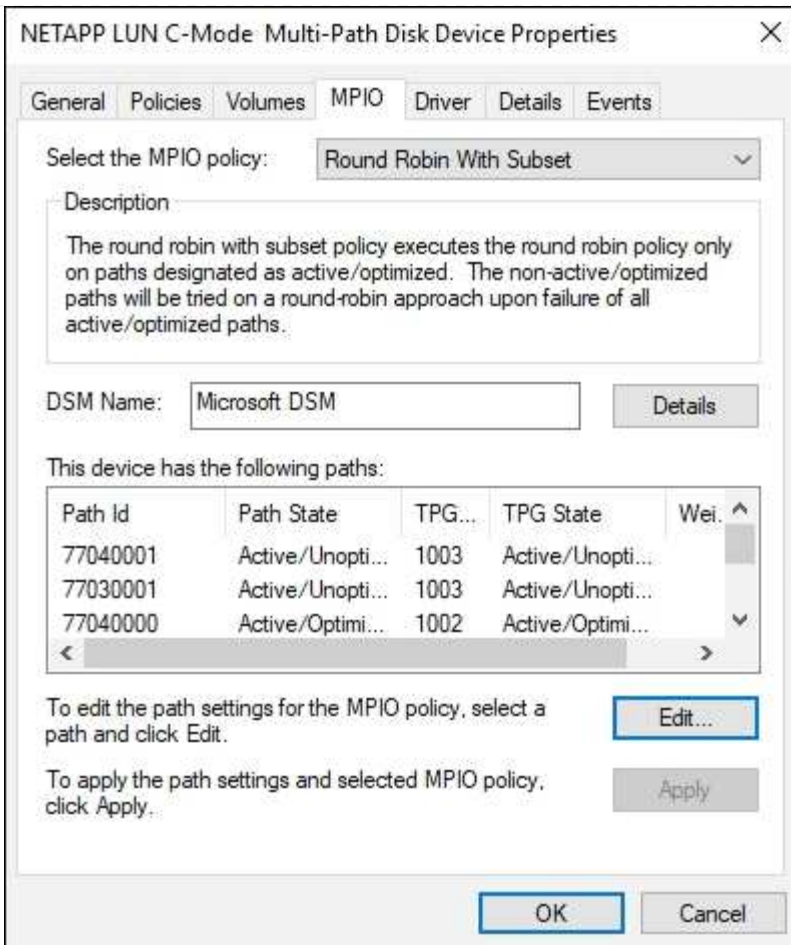 NETAPP LUN C-Mode  Multi-Path Disk Device Properties
General Policies Volumes MPIO Driver Details Events
Select the MPIO policy: Round Robin With Subset
Description
The round robin with subset policy executes the round robin policy only
on paths designated as active/optimized.  The non-active/optimized
paths will be tried on a round-robin approach upon failure of all
active/optimized paths.
DSM Name: Microsoft DSM Details
This device has the following paths:
Path Id Path State TPG... TPG State Wei.
77040001 Active/Unopti... 1003 Active/Unopti...
77030001 Active/Unopti... 1003 Active/Unopti...
77040000 Active/Optimi... 1002 Active/Optimi...
To edit the path settings for the MPIO policy, select a
path and click Edit.
Edit...
To apply the path settings and selected MPIO policy,
click Apply.
Apply
OK Cancel